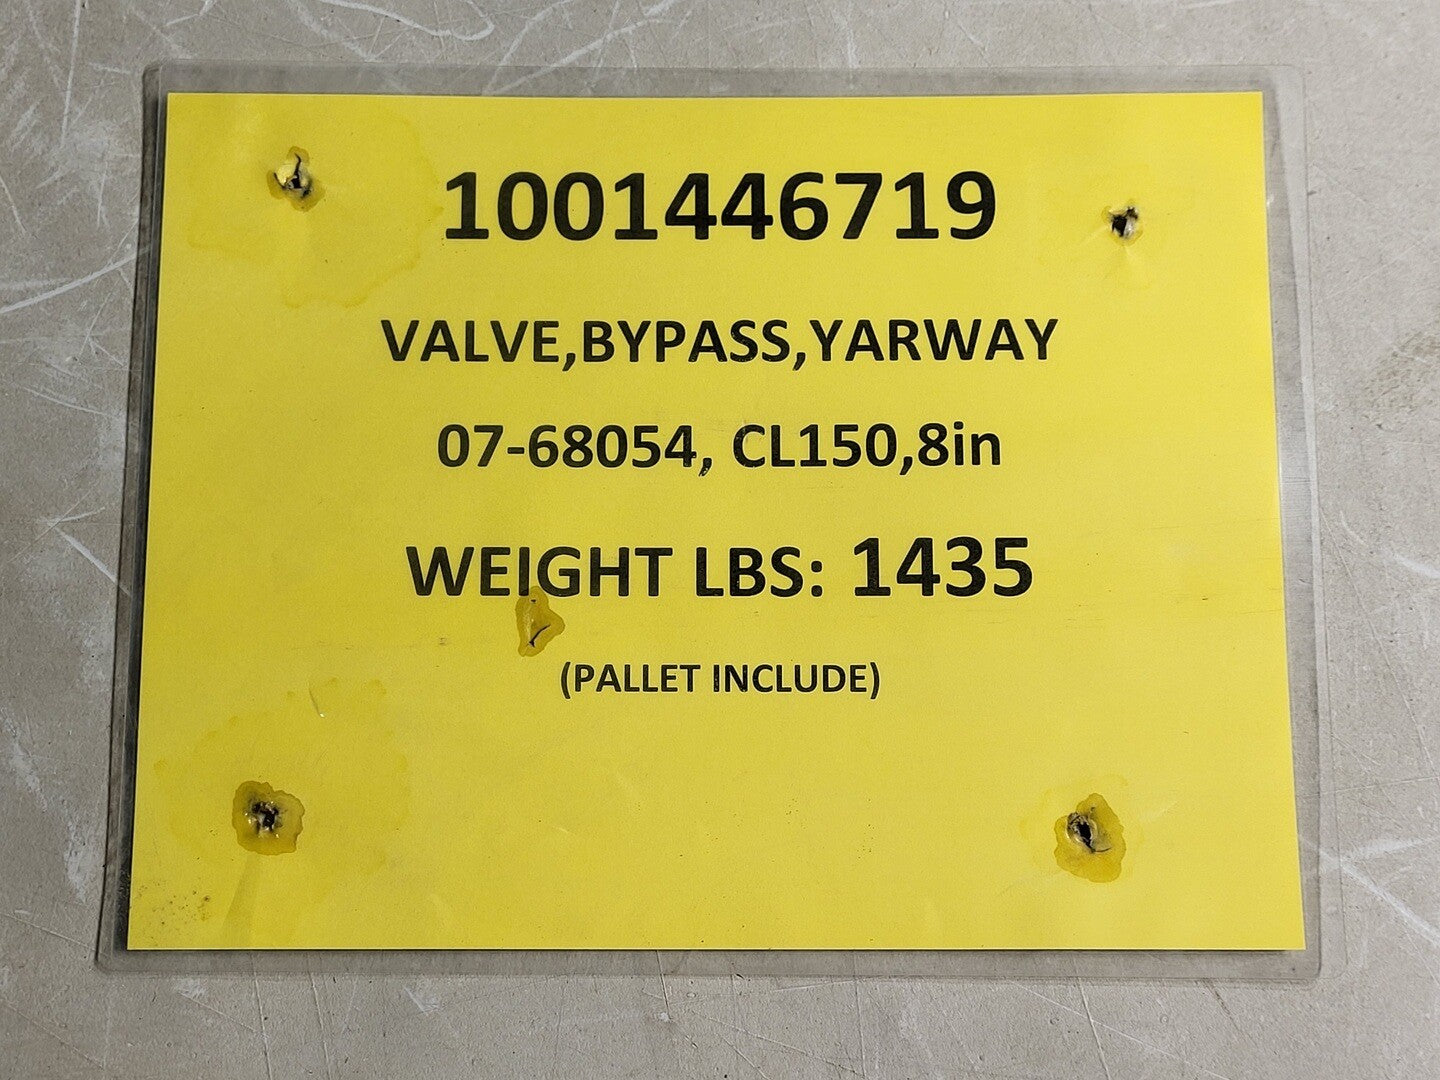 1001446719
VALVE,BYPASS,YARWAY
07-68054, CL150,8in
WEIGHT LBS: 1435
(PALLET INCLUDE)